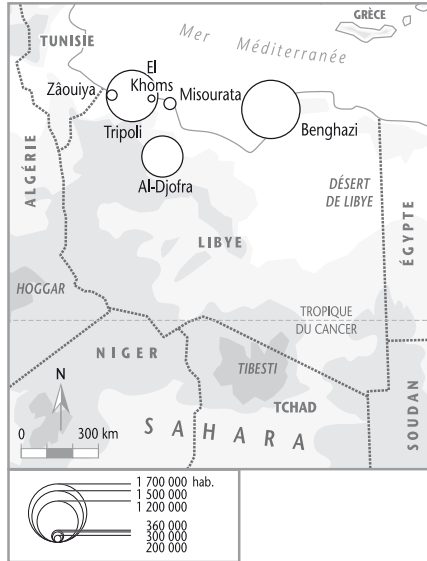 GRÈCE
TUNISIE
Mer Méditerranée
El
Khoms
Zâouiya
Misourata
Tripoli
Benghazi
Al-Djofra
ALGÉRIE
DÉSERT
DE LIBYE
ÉGYPTE
LIBYE
HOGGAR
TROPIQUE
DU CANCER
NIGER
TIBESTI
N
TCHAD
SOUDAN
SAHARA
0 300 km
1 700 000 hab.
1 500 000
1 200 000
360 000
300 000
200 000